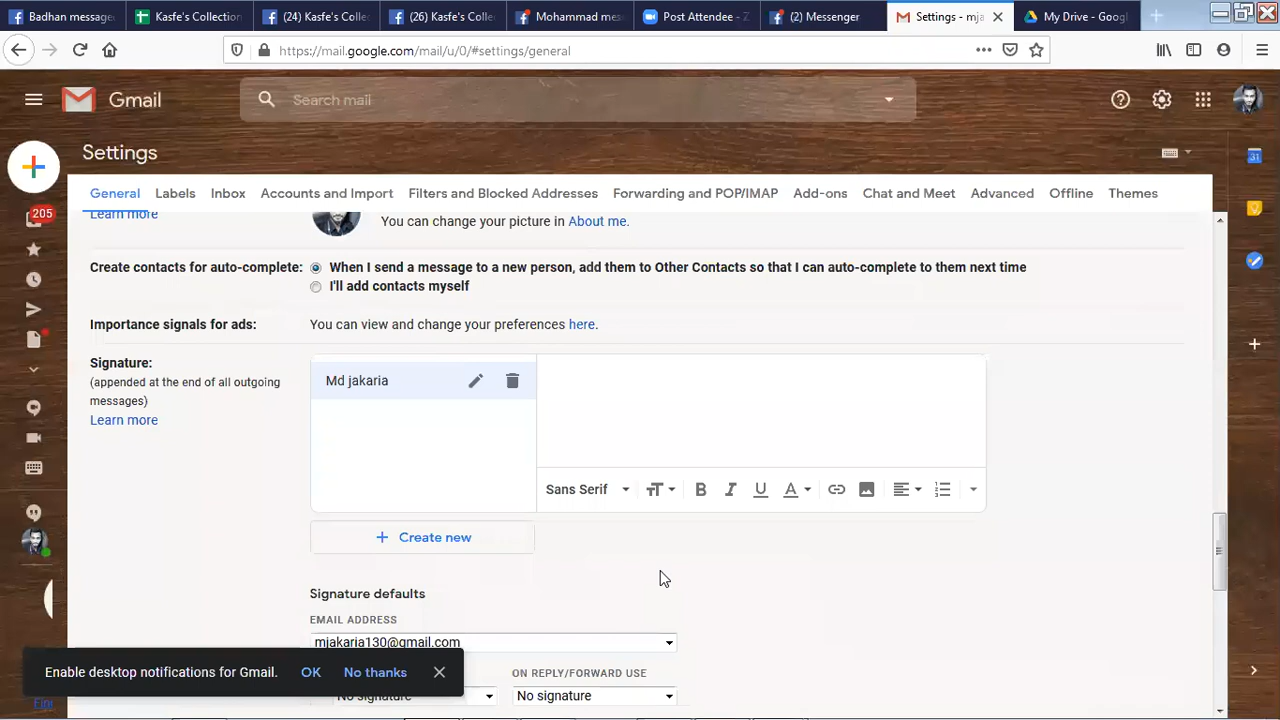 Badhan message
Kasfe's Collection
(24) Kasfe's Colle
(26) Kasfe's Colle
Mohammad mes
Post Attendee - Z
(2) Messenger
Settings - mja
My Drive - Googl
https://mail.google.com/mail/u/0/#settings/general
Gmail
Search mail
Settings
General Labels Inbox Accounts and Import Filters and Blocked Addresses Forwarding and POP/IMAP Add-ons Chat and Meet Advanced Offline Themes
205
31
Learn more
You can change your picture in About me.
Create contacts for auto-complete:
When I send a message to a new person, add them to Other Contacts so that I can auto-complete to them next time
I'll add contacts myself
Importance signals for ads:
You can view and change your preferences here.
Signature:
(appended at the end of all outgoing
messages)
Learn more
Md jakaria
Sans Serif
Create new
Signature defaults
EMAIL ADDRESS
mjakaria130@gmail.com
Enable desktop notifications for Gmail. OK No thanks
ON REPLY/FORWARD USE
No signature
No signature